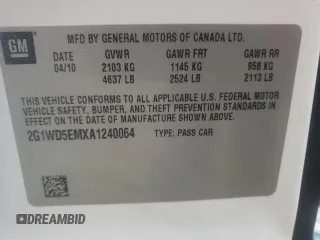 GM
MFD BY GENERAL MOTORS OF CANADA LTD.
DATE GVWR GAWR FRT GAWR RR
04/10 2103 KG 1145 KG 958 KG
4637 LB 2524 LB 2113 LB
THIS VEHICLE CONFORMS TO ALL APPLICABLE U.S. FEDERAL MOTOR
VEHICLE SAFETY, BUMPER, AND THEFT PREVENTION STANDARDS
IN EFFECT ON THE DATE OF MANUFACTURE SHOWN ABOVE.
2G1WD5EMXA1240064 TYPE: PASS CAR
DREAMBID